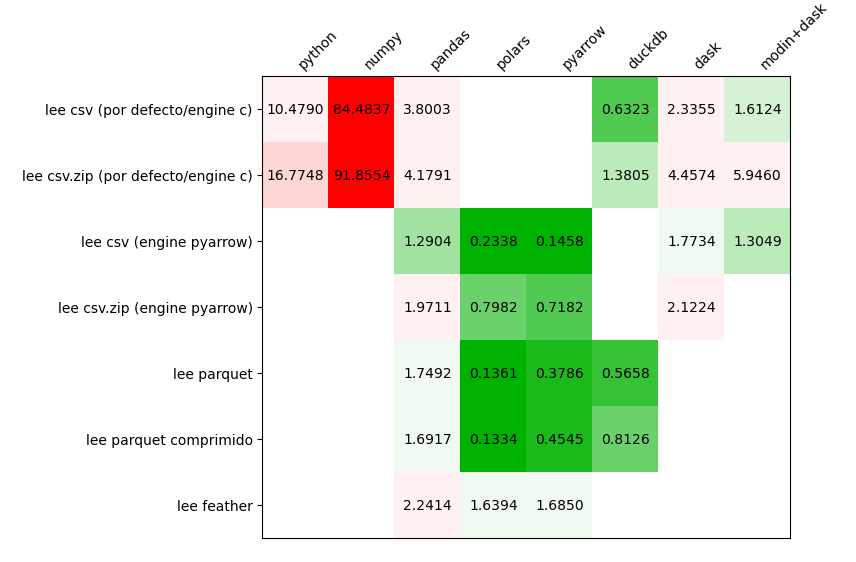 python numpy pandas polars pyarrow duckdb dask modin+dask
lee csv (por defecto/engine c) 10.4790 84.4837 3.8003 0.6323 2.3355 1.6124
lee csv.zip (por defecto/engine c) 16.7748 91.8554 4.1791 1.3805 4.4574 5.9460
lee csv (engine pyarrow) 1.2904 0.2338 0.1458 1.7734 1.3049
lee csv.zip (engine pyarrow) 1.9711 0.7982 0.7182 2.1224
lee parquet 1.7492 0.1361 0.3786 0.5658
lee parquet comprimido 1.6917 0.1334 0.4545 0.8126
lee feather 2.2414 1.6394 1.6850